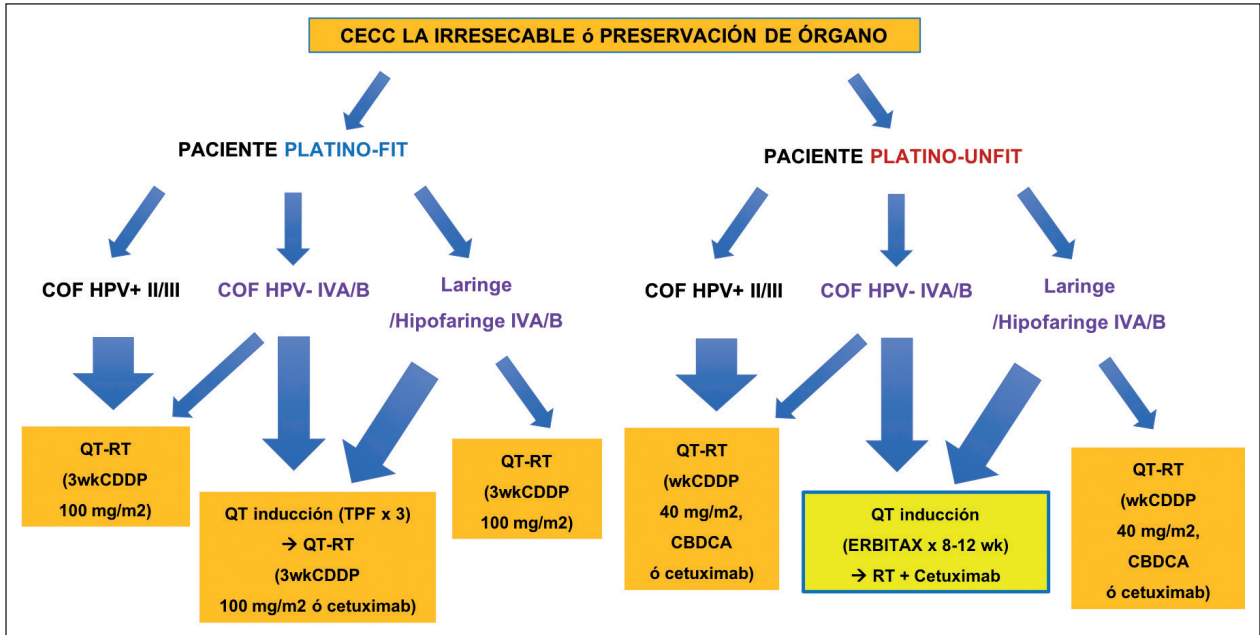 CECC LA IRRESECABLE ó PRESERVACIÓN DE ÓRGANO
PACIENTE PLATINO-FIT
PACIENTE PLATINO-UNFIT
COF HPV+ II/III
COF HPV- IVA/B
Laringe
/Hipofaringe IVA/B
COF HPV+ II/III
COF HPV- IVA/B
Laringe
/Hipofaringe IVA/B
QT-RT
(3wkCDDP
100 mg/m2)
QT inducción (TPF x 3)
→ QT-RT
(3wkCDDP
100 mg/m2 ó cetuximab)
QT-RT
(3wkCDDP
100 mg/m2)
QT-RT
(wkCDDP
40 mg/m2,
CBDCA
ó cetuximab)
QT inducción
(ERBITAX x 8-12 wk)
→ RT + Cetuximab
QT-RT
(wkCDDP
40 mg/m2,
CBDCA
ó cetuximab)